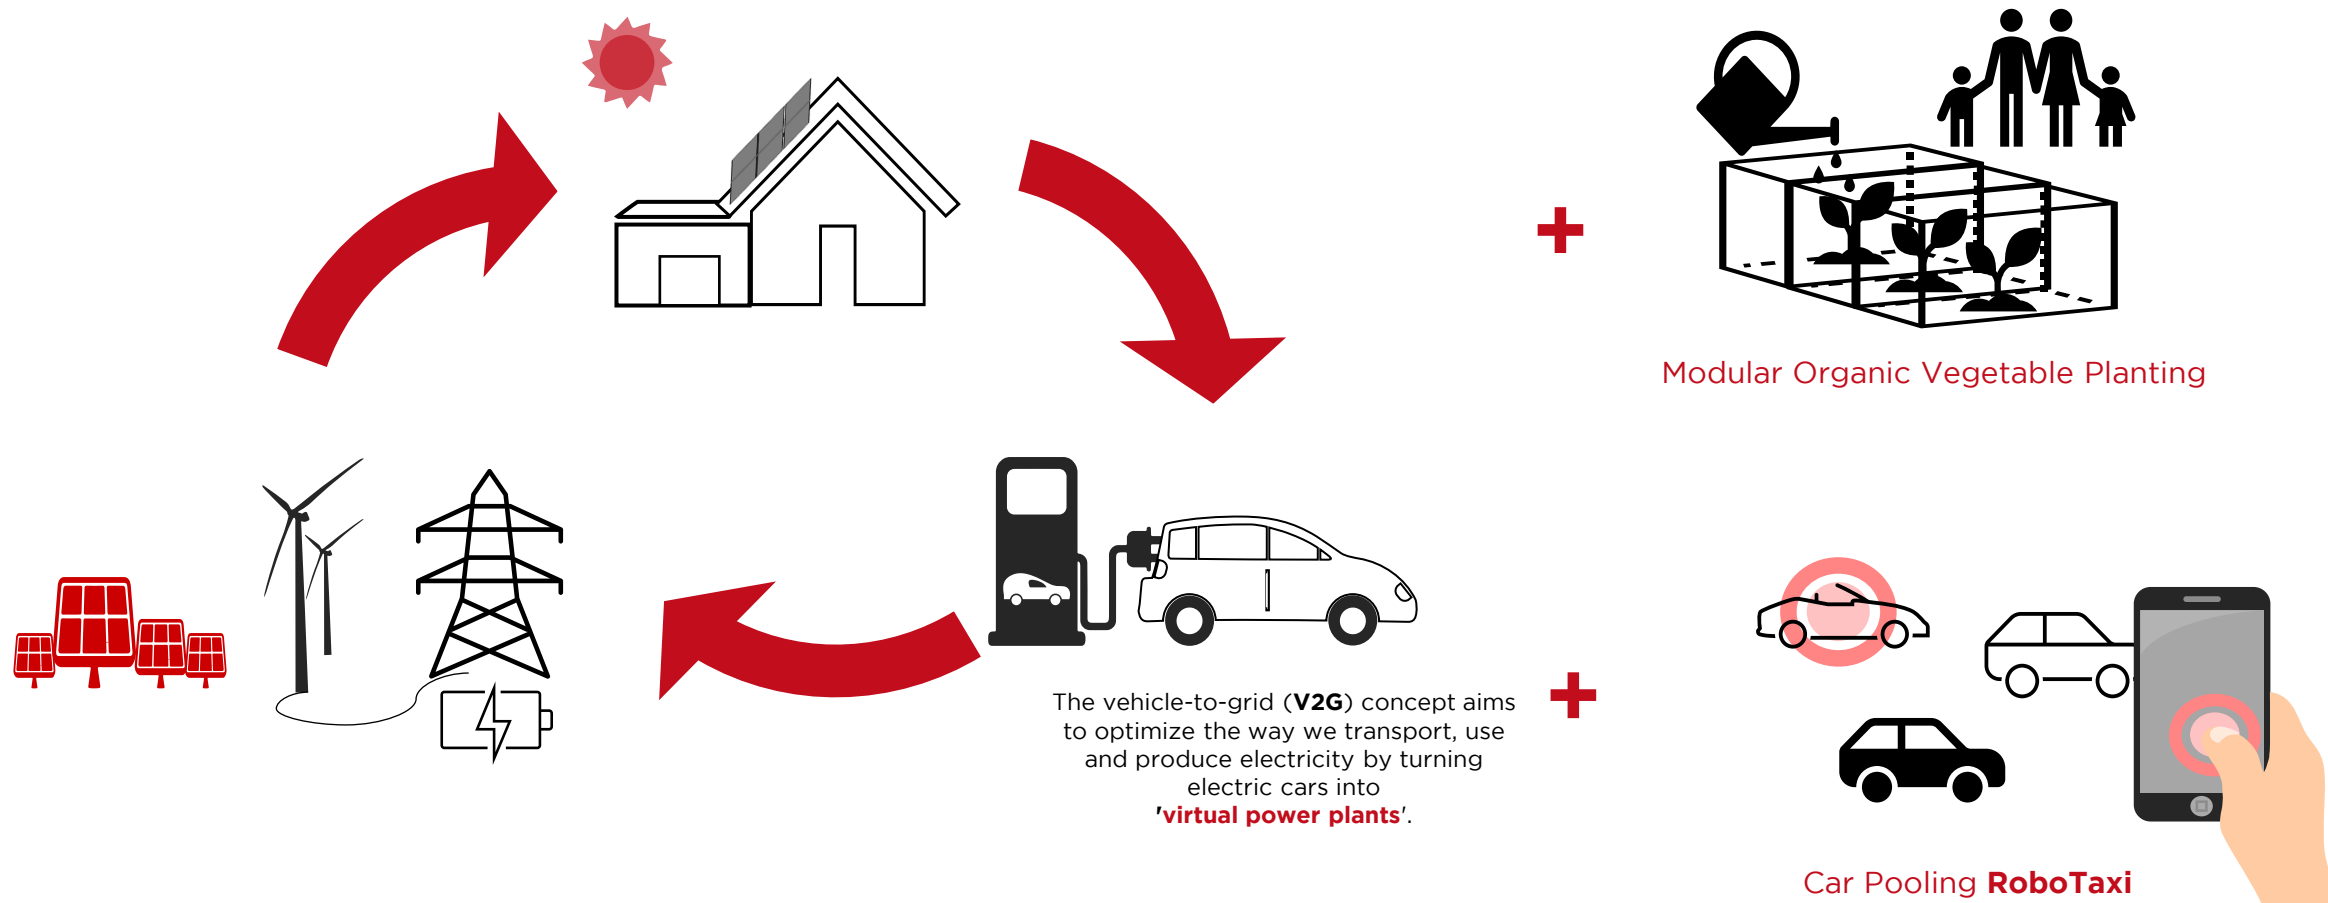 Modular Organic Vegetable Planting
The vehicle-to-grid (V2G) concept aims
to optimize the way we transport, use
and produce electricity by turning
electric cars into
'virtual power plants'.
Car Pooling RoboTaxi